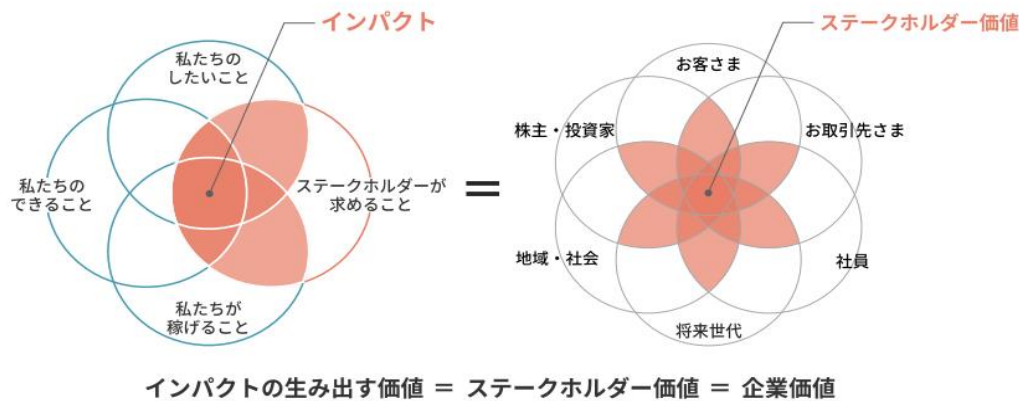 インパクト
私たちの
したいこと
私たちの
できること
ステークホルダーが
求めること
私たちが
稼げること
=
ステークホルダー価値
お客さま
株主・投資家
お取引先さま
地域・社会
社員
将来世代
インパクトの生み出す価値 = ステークホルダー価値 = 企業価値